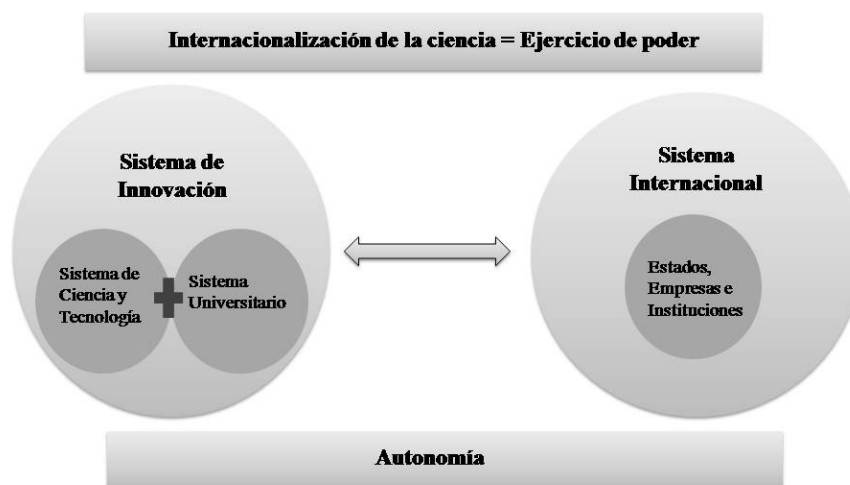 Internacionalización de la ciencia = Ejercicio de poder
Sistema de
Innovación
Sistema de
Ciencia y
Tecnología
Sistema
Universitario
Sistema
Internacional
Estados,
Empresas e
Instituciones
Autonomía